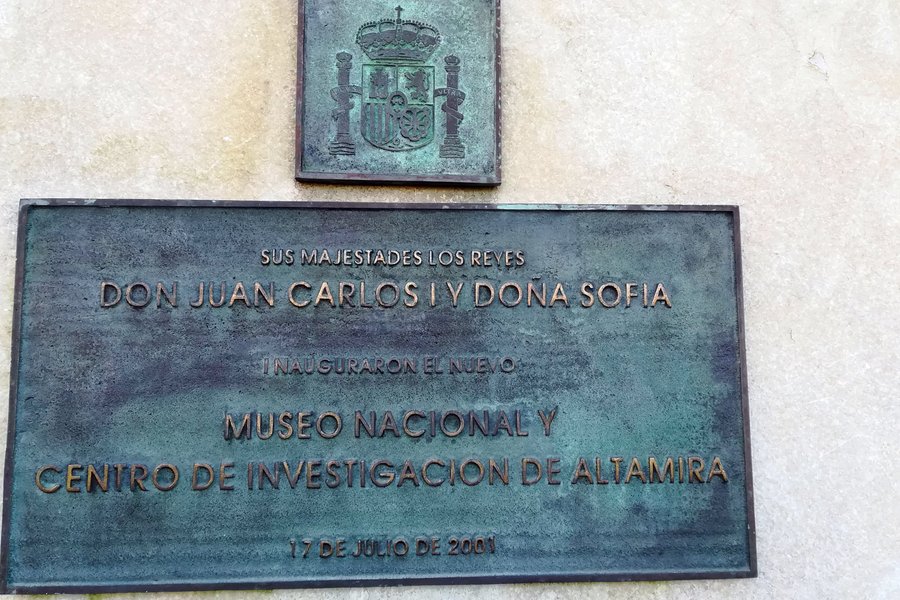 SUS MAJESTADES LOS REYES
DON JUAN CARLOS I Y DOÑA SOFIA
INAUGURARON EL NUEVO
MUSEO NACIONAL Y
CENTRO DE INVESTIGACION DE ALTAMIRA
17 DE JULIO DE 2001